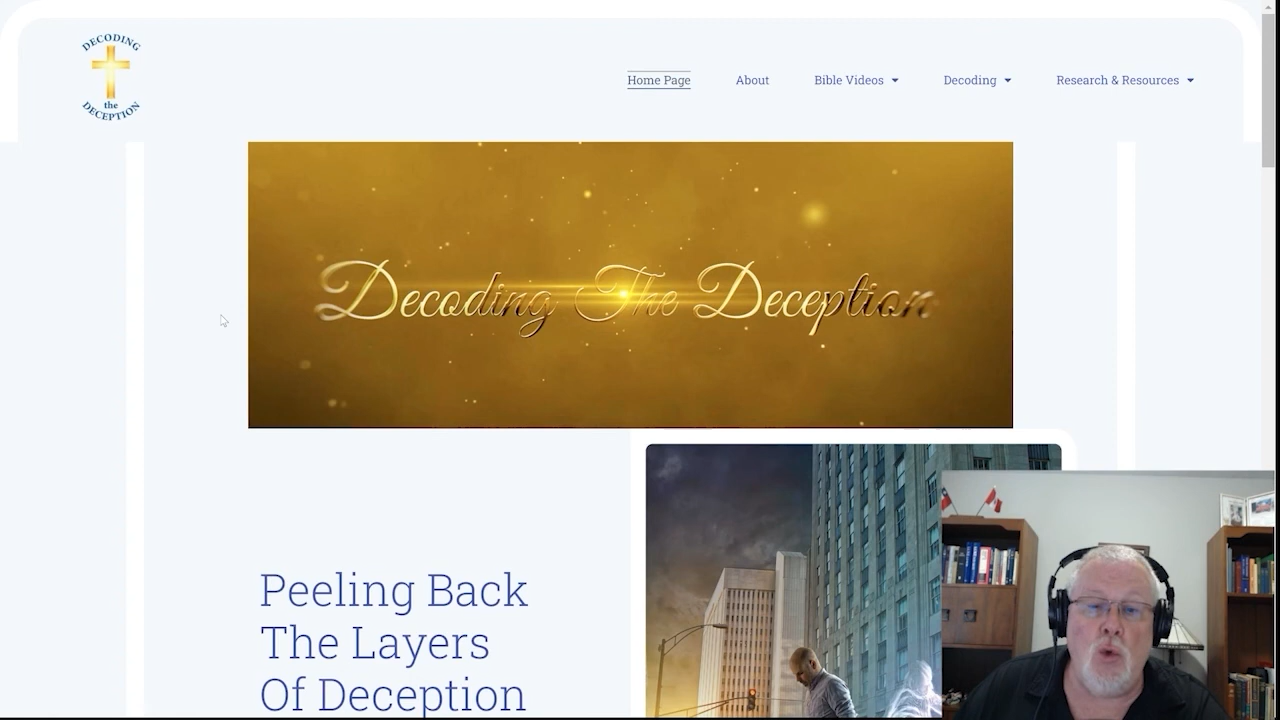 DECODING
the
DECEPTION
Home Page
About
Bible Videos
Decoding
Research & Resources
Decoding The Deception
Peeling Back
The Layers
Of Deception